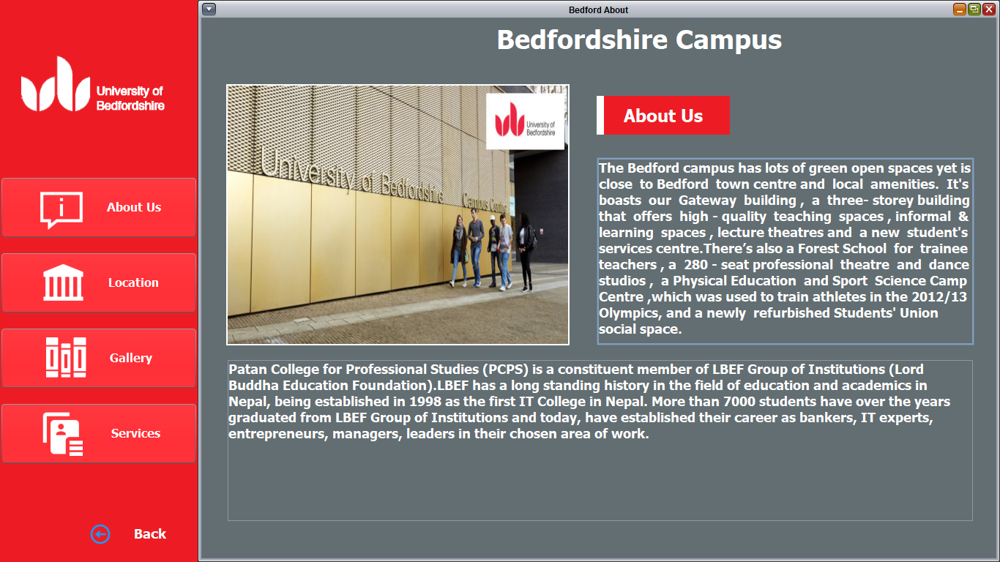 Bedford About
Bedfordshire Campus
University of
Bedfordshire
About Us
Location
Gallery
Services
Back
University of Bedfordshire
Campus Centre
University of
Bedfordshire
About Us
The Bedford campus has lots of green open spaces yet is
close to Bedford town centre and local amenities. It's
boasts our Gateway building , a three- storey building
that offers high - quality teaching spaces , informal &
learning spaces , lecture theatres and a new student's
services centre.There’s also a Forest School for trainee
teachers , a 280 - seat professional theatre and dance
studios , a Physical Education and Sport Science Camp
Centre ,which was used to train athletes in the 2012/13
Olympics, and a newly refurbished Students' Union
social space.
Patan College for Professional Studies (PCPS) is a constituent member of LBEF Group of Institutions (Lord
Buddha Education Foundation).LBEF has a long standing history in the field of education and academics in
Nepal, being established in 1998 as the first IT College in Nepal. More than 7000 students have over the years
graduated from LBEF Group of Institutions and today, have established their career as bankers, IT experts,
entrepreneurs, managers, leaders in their chosen area of work.